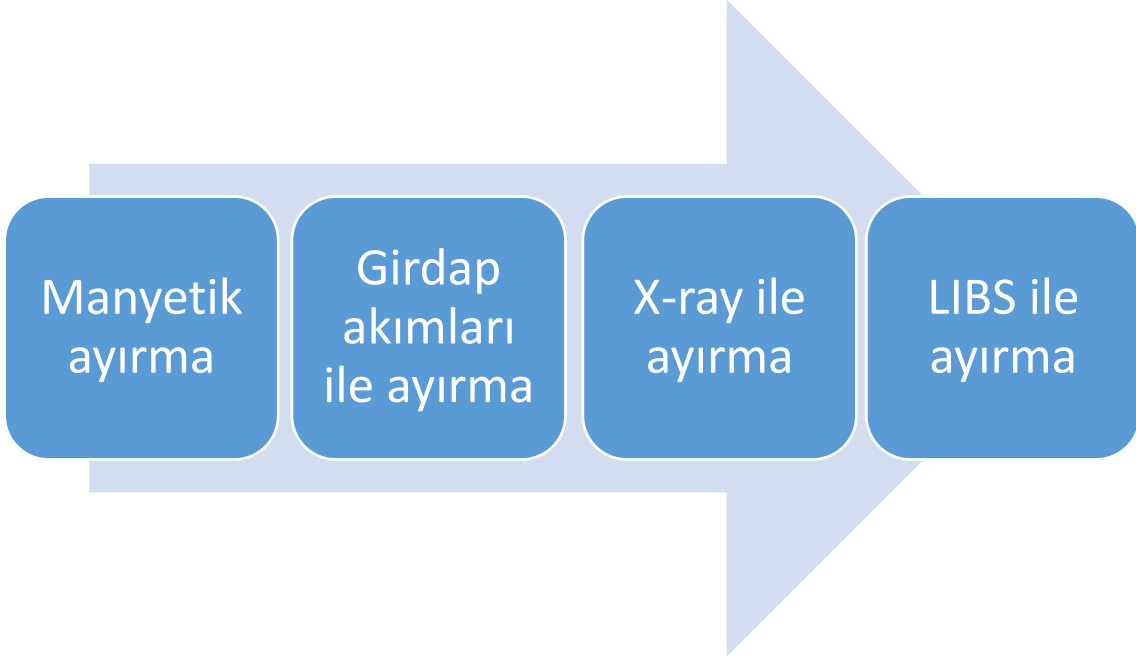 Manyetik
ayırma
Girdap
akımları
ile ayırma
X-ray ile
ayırma
LIBS ile
ayırma